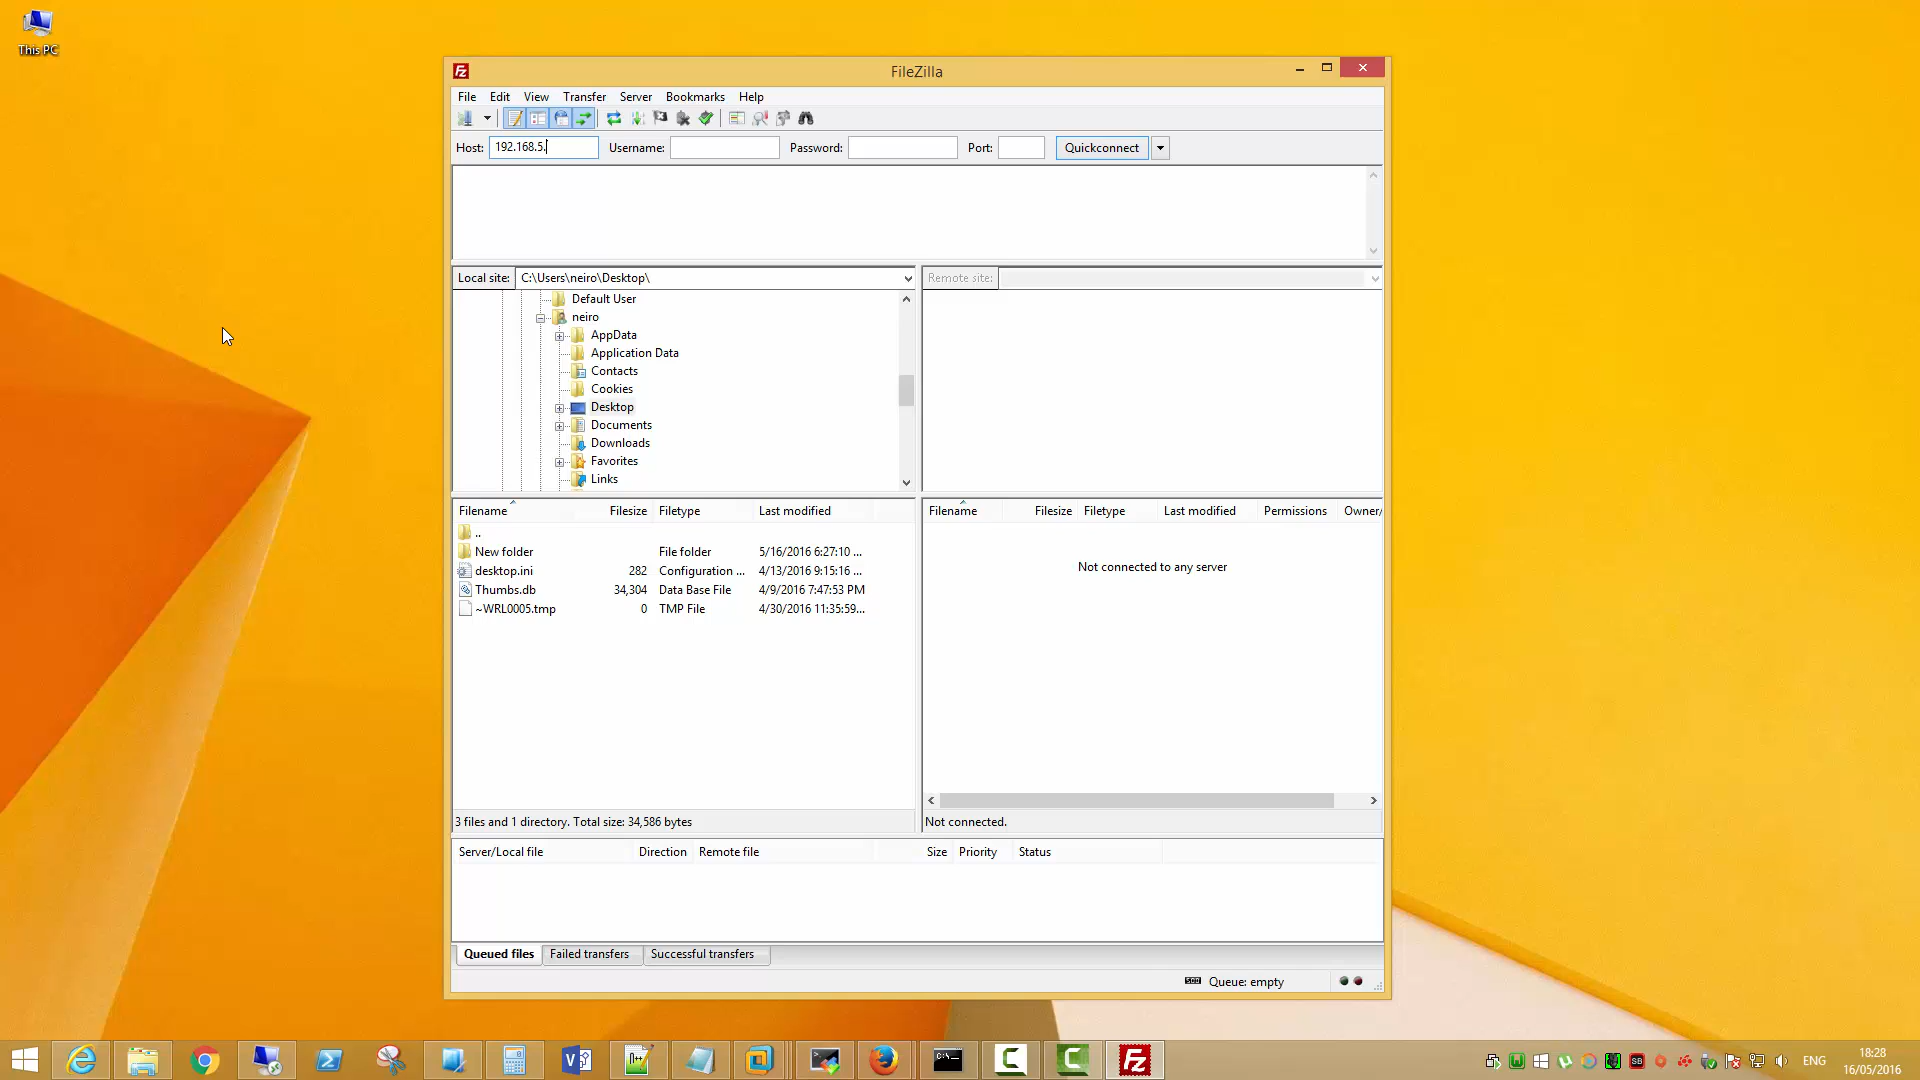 This PC
FileZilla
File Edit View Transfer Server Bookmarks Help
Host: 192.168.5. Username: Password: Port: Quickconnect
Local site: C:\Users\neiro\Desktop\
Remote site:
Default User
neiro
AppData
Application Data
Contacts
Cookies
Desktop
Documents
Downloads
Favorites
Links
Filename Filesize Filetype Last modified
..
New folder File folder 5/16/2016 6:27:10 ...
desktop.ini 282 Configuration ... 4/13/2016 9:15:16 ...
Thumbs.db 34,304 Data Base File 4/9/2016 7:47:53 PM
~WRL0005.tmp 0 TMP File 4/30/2016 11:35:59...
3 files and 1 directory. Total size: 34,586 bytes
Filename Filesize Filetype Last modified Permissions Owner/
Not connected to any server
Not connected.
Server/Local file Direction Remote file Size Priority Status
Queued files Failed transfers Successful transfers
Queue: empty
ENG
18:28
16/05/2016